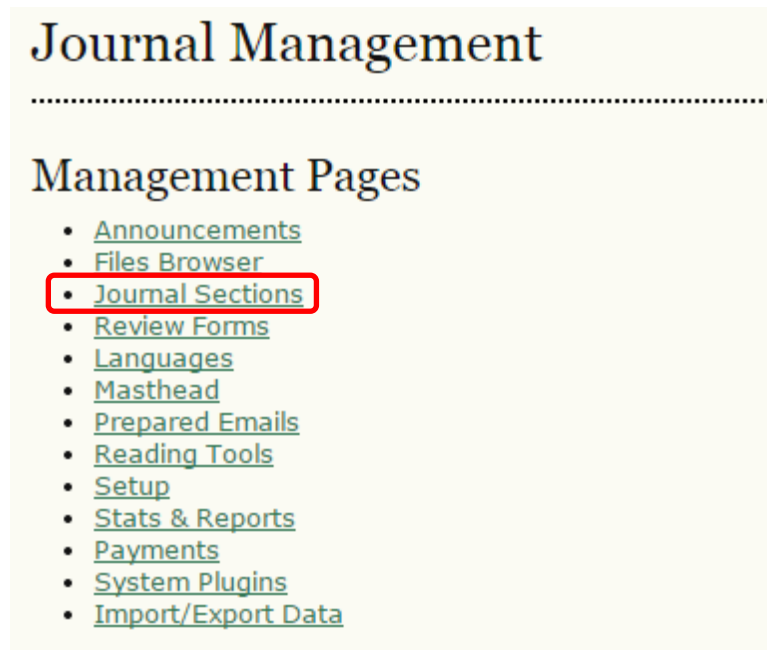 Journal Management
Management Pages
Announcements
Files Browser
Journal Sections
Review Forms
Languages
Masthead
Prepared Emails
Reading Tools
Setup
Stats & Reports
Payments
System Plugins
Import/Export Data